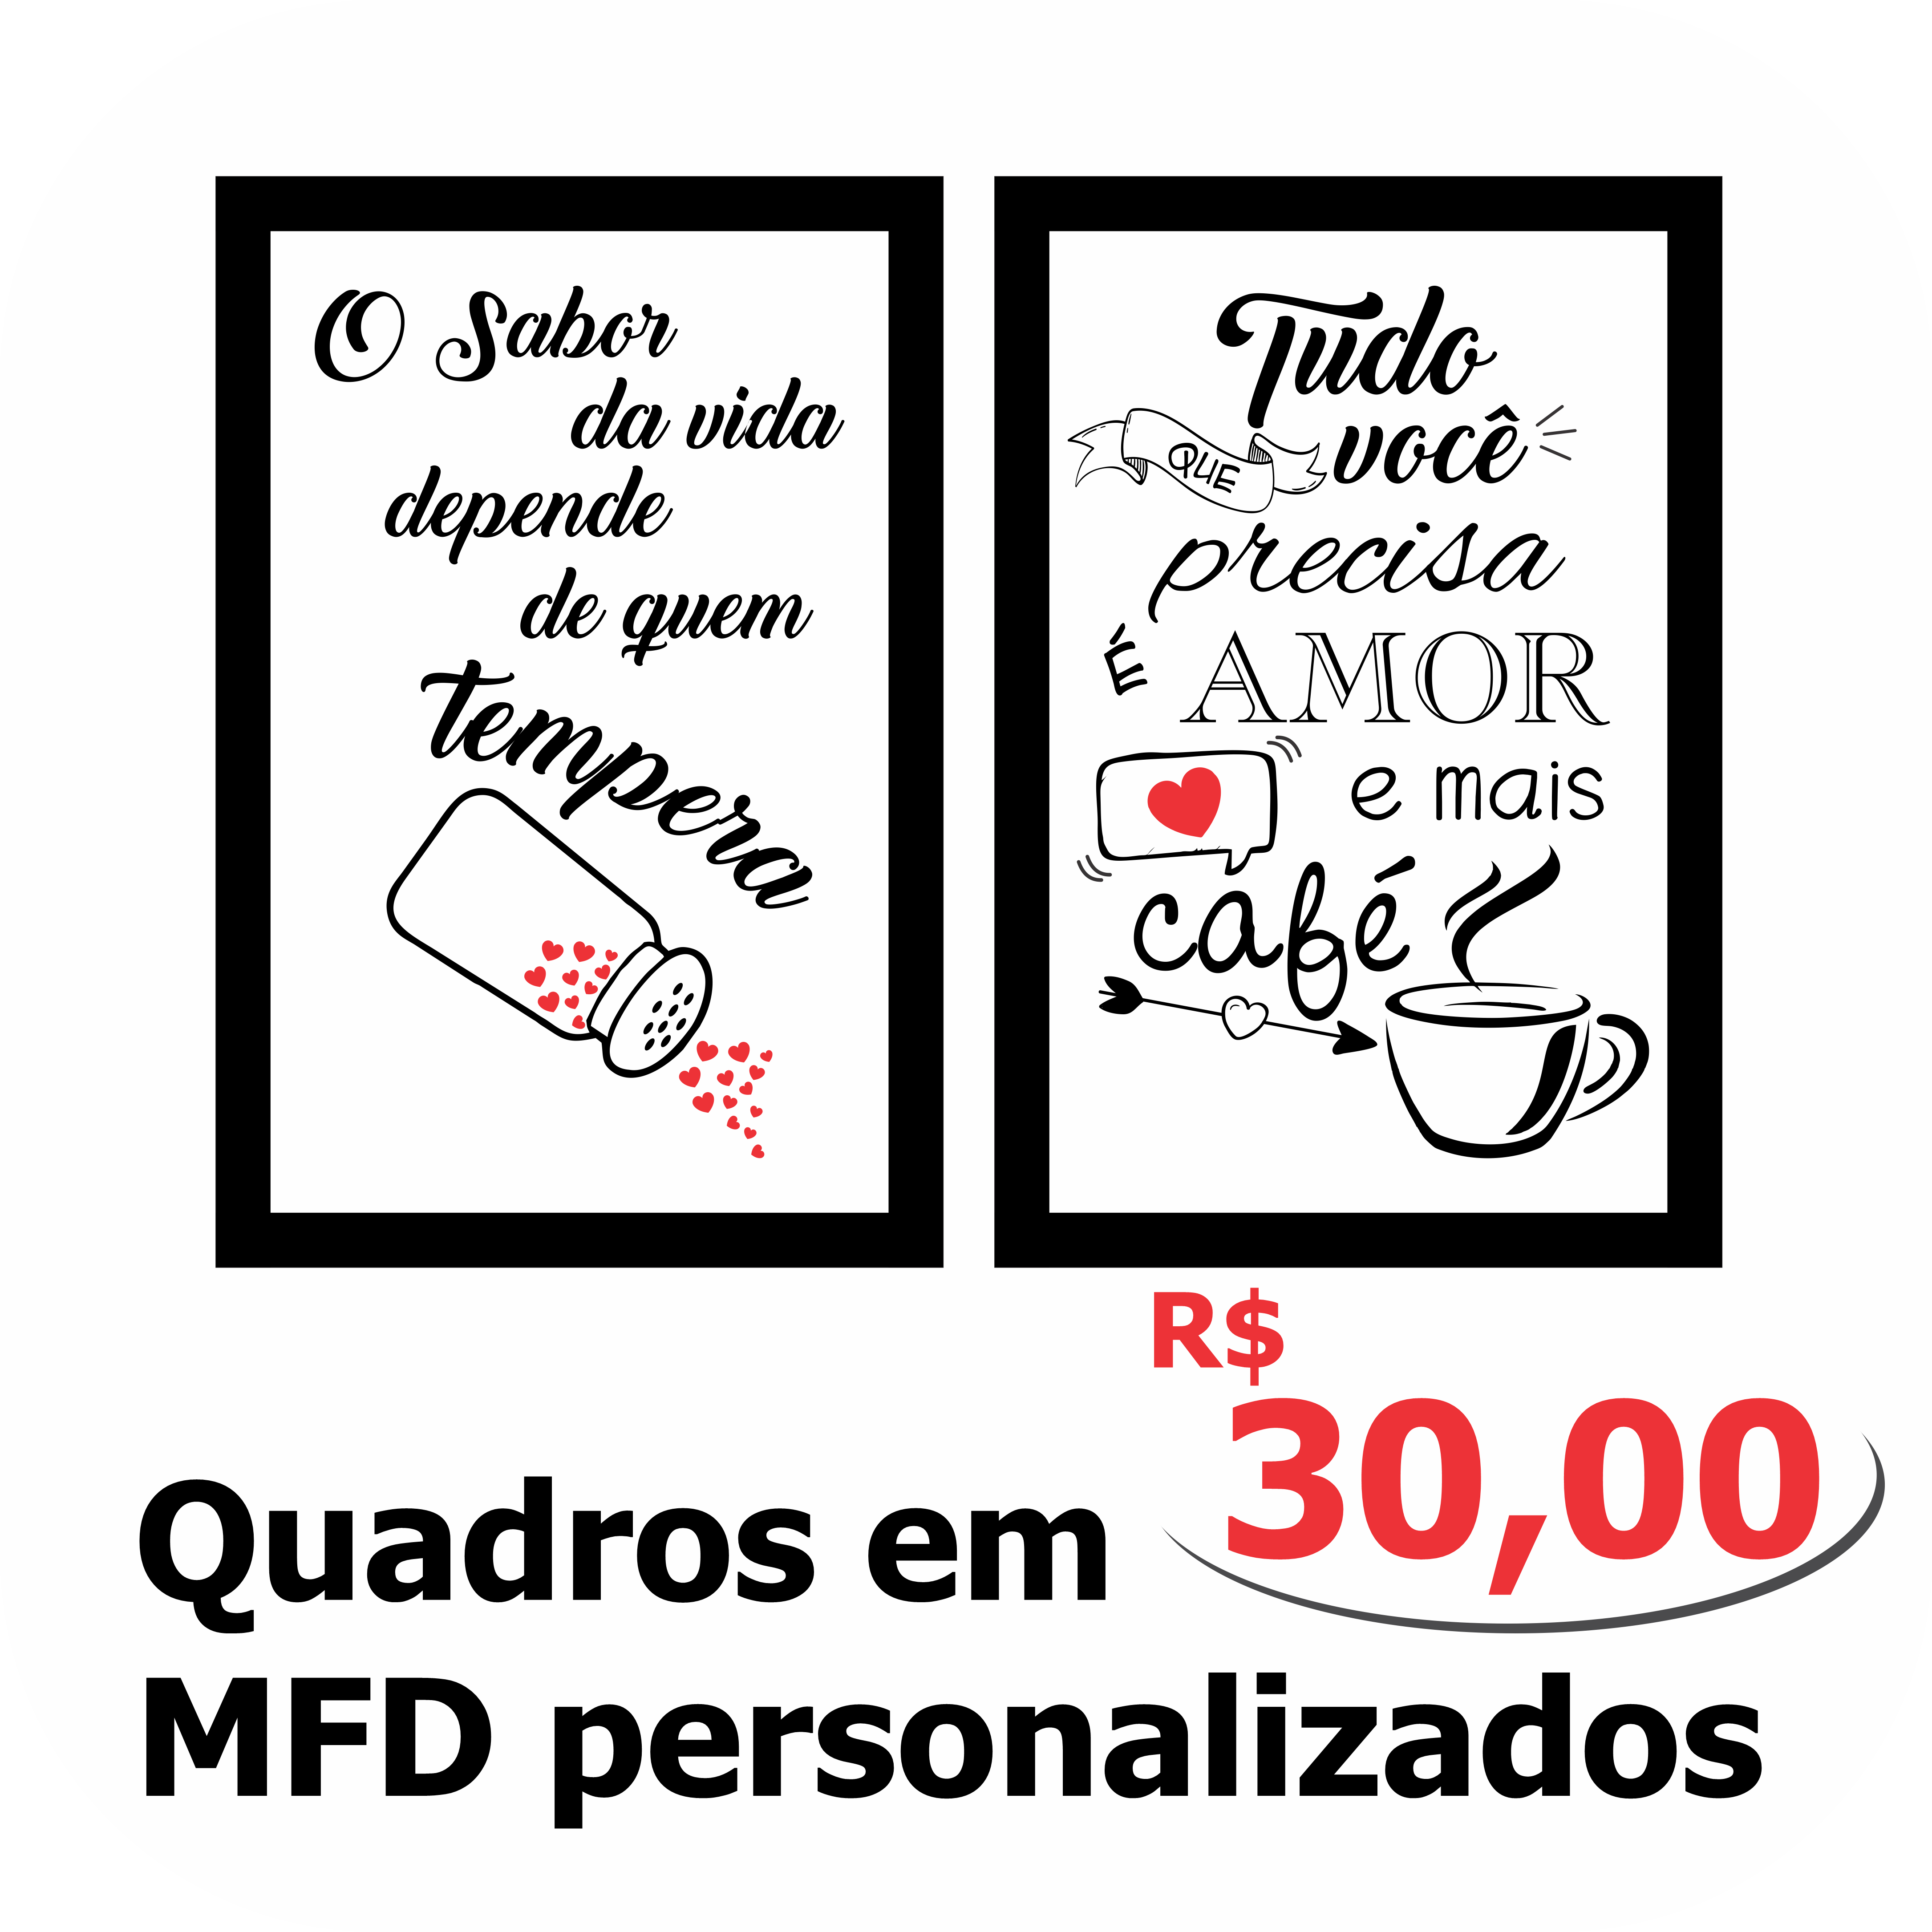 O Sabor
da vida
depende
de quem
Tempera
Tudo
QUE você
precisa
É AMOR
e mais
café
R$
30,00
Quadros em
MFD personalizados